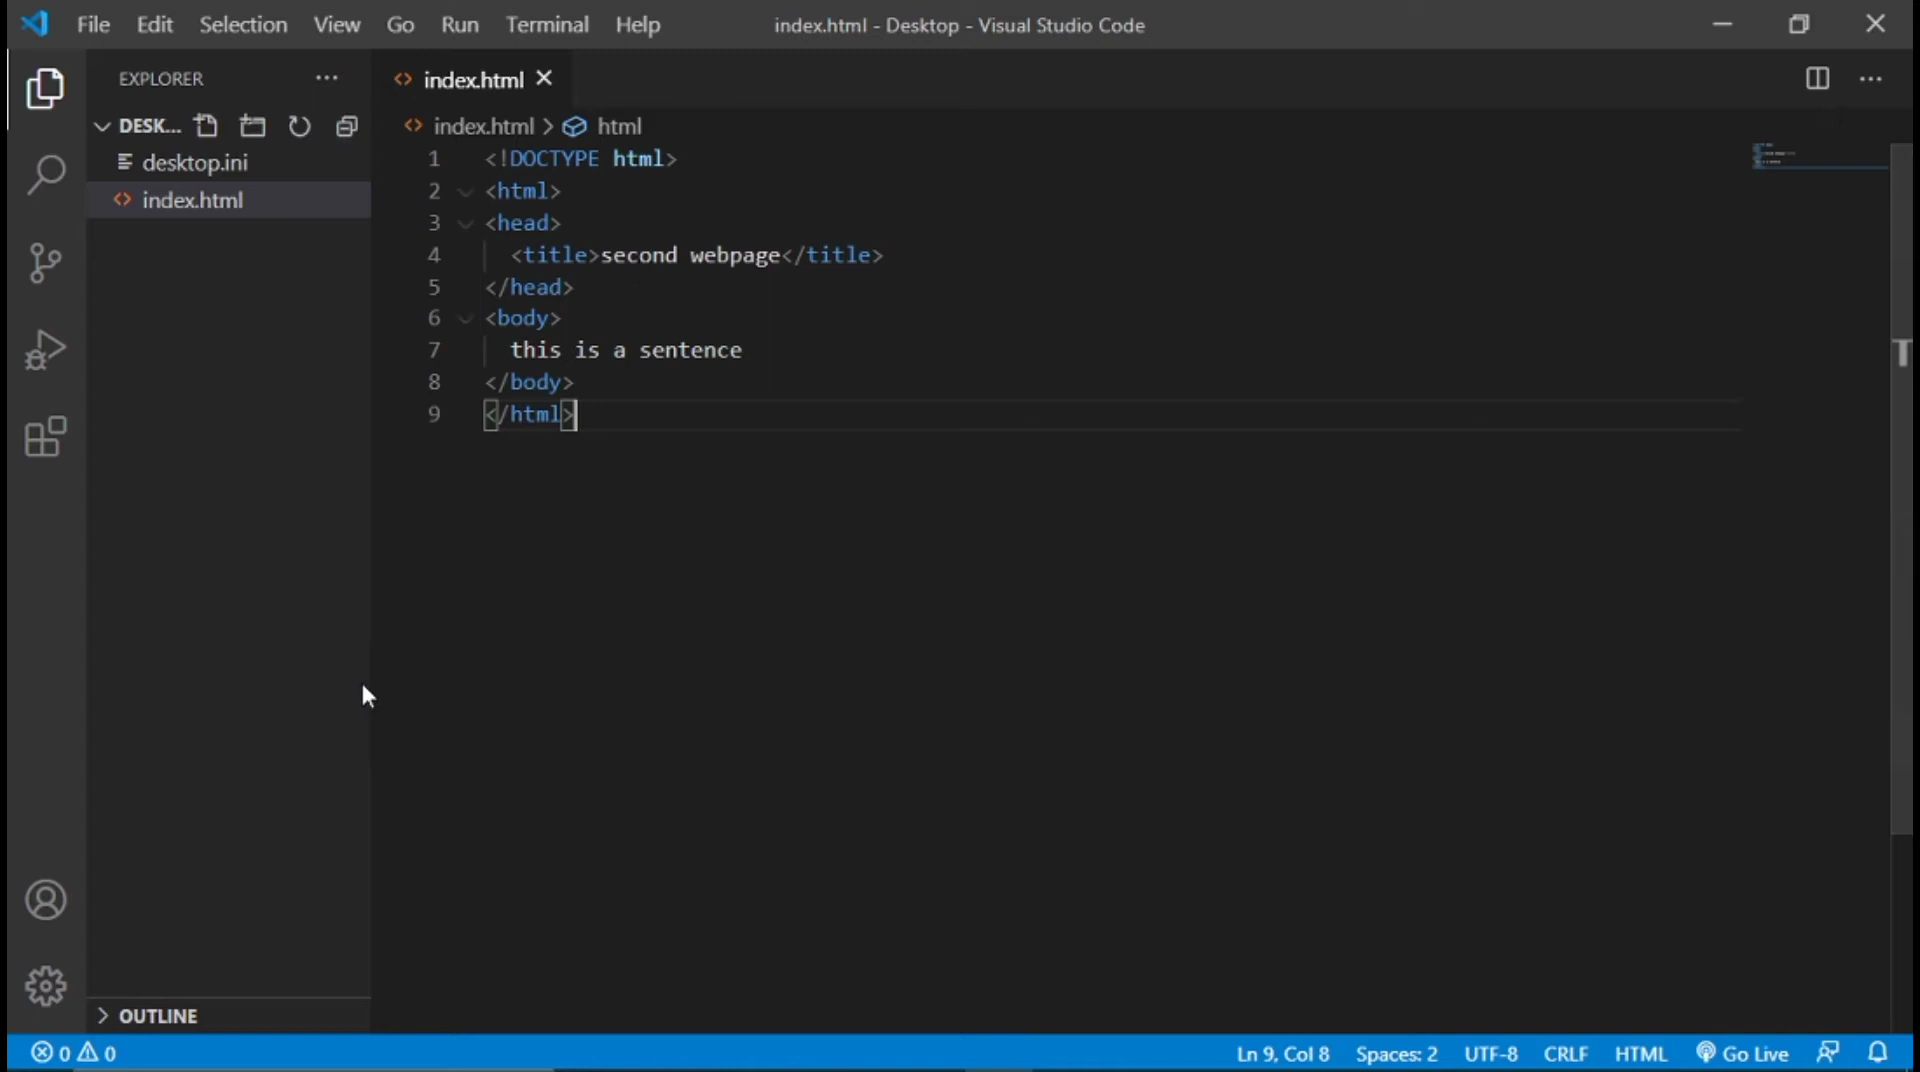 File Edit Selection View Go Run Terminal Help index.html - Desktop - Visual Studio Code
EXPLORER
DESK...
desktop.ini
index.html
OUTLINE
index.html
index.html > html
1 <!DOCTYPE html>
2 <html>
3 <head>
4 <title>second webpage</title>
5 </head>
6 <body>
7 this is a sentence
8 </body>
9 </html>
0 0 Ln 9, Col 8 Spaces: 2 UTF-8 CRLF HTML Go Live